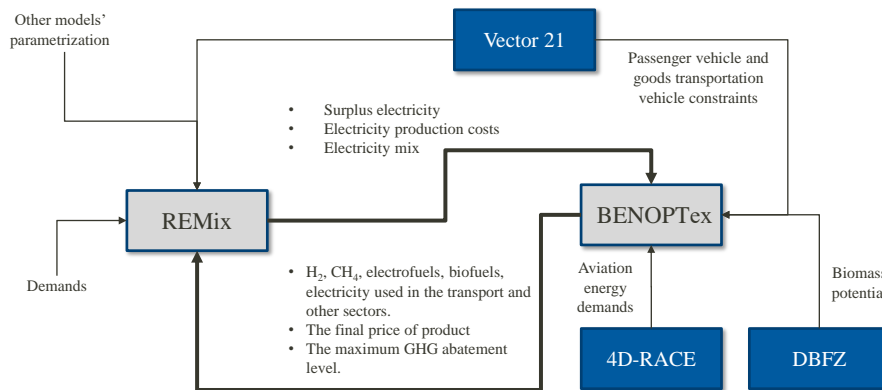 Other models'
parametrization
Vector 21
Passenger vehicle and
goods transportation
vehicle constraints
• Surplus electricity
• Electricity production costs
• Electricity mix
REMix
BENOPTex
Demands
• H₂, CH₄, electrofuels, biofuels,
electricity used in the transport and
other sectors.
• The final price of product
• The maximum GHG abatement
level.
Aviation
energy
demands
Biomass
potential
4D-RACE
DBFZ